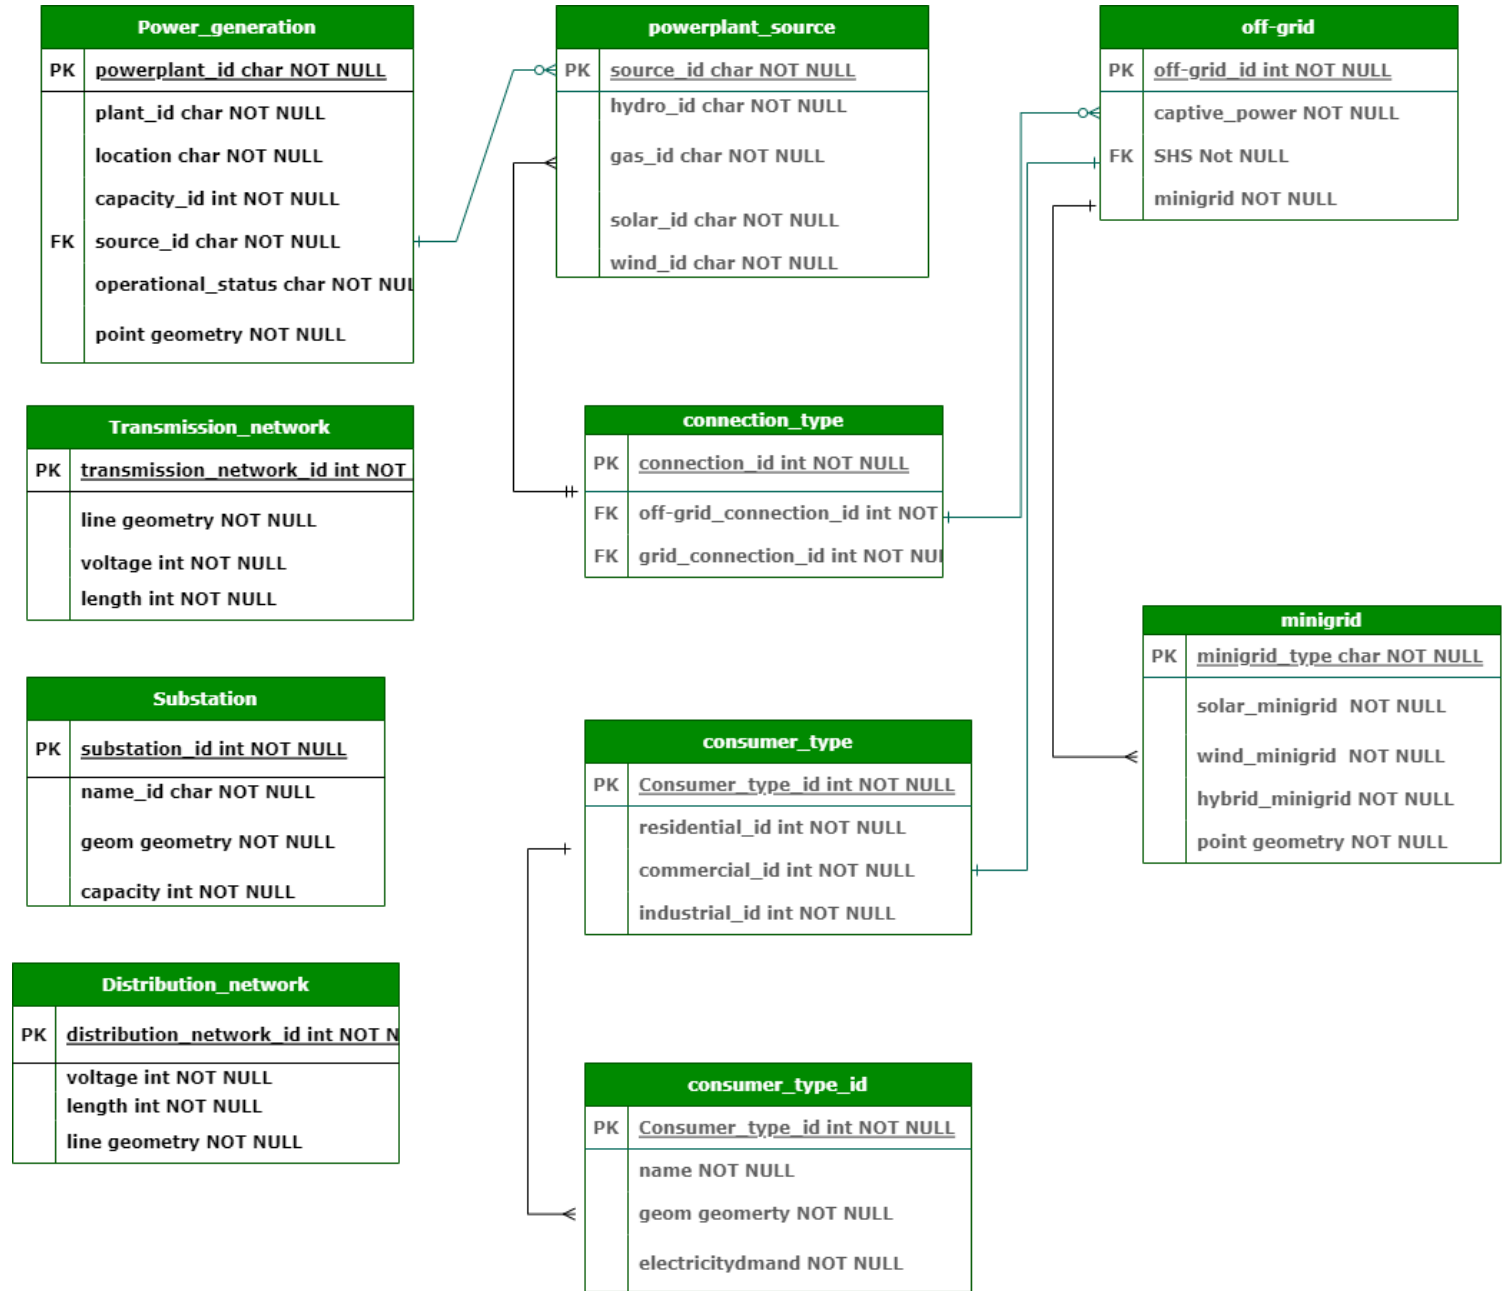 Power_generation
PK powerplant_id char NOT NULL
plant_id char NOT NULL
location char NOT NULL
capacity_id int NOT NULL
FK source_id char NOT NULL
operational_status char NOT NUL
point geometry NOT NULL
powerplant_source
PK source_id char NOT NULL
hydro_id char NOT NULL
gas_id char NOT NULL
solar_id char NOT NULL
wind_id char NOT NULL
off-grid
PK off-grid_id int NOT NULL
captive_power NOT NULL
FK SHS Not NULL
minigrid NOT NULL
Transmission_network
PK transmission_network_id int NOT
line geometry NOT NULL
voltage int NOT NULL
length int NOT NULL
connection_type
PK connection_id int NOT NULL
FK off-grid_connection_id int NOT
FK grid_connection_id int NOT NUL
minigrid
PK minigrid_type char NOT NULL
solar_minigrid NOT NULL
wind_minigrid NOT NULL
hybrid_minigrid NOT NULL
point geometry NOT NULL
Substation
PK substation_id int NOT NULL
name_id char NOT NULL
geom geometry NOT NULL
capacity int NOT NULL
consumer_type
PK Consumer_type_id int NOT NULL
residential_id int NOT NULL
commercial_id int NOT NULL
industrial_id int NOT NULL
Distribution_network
PK distribution_network_id int NOT N
voltage int NOT NULL
length int NOT NULL
line geometry NOT NULL
consumer_type_id
PK Consumer_type_id int NOT NULL
name NOT NULL
geom geomerty NOT NULL
electricitydmand NOT NULL